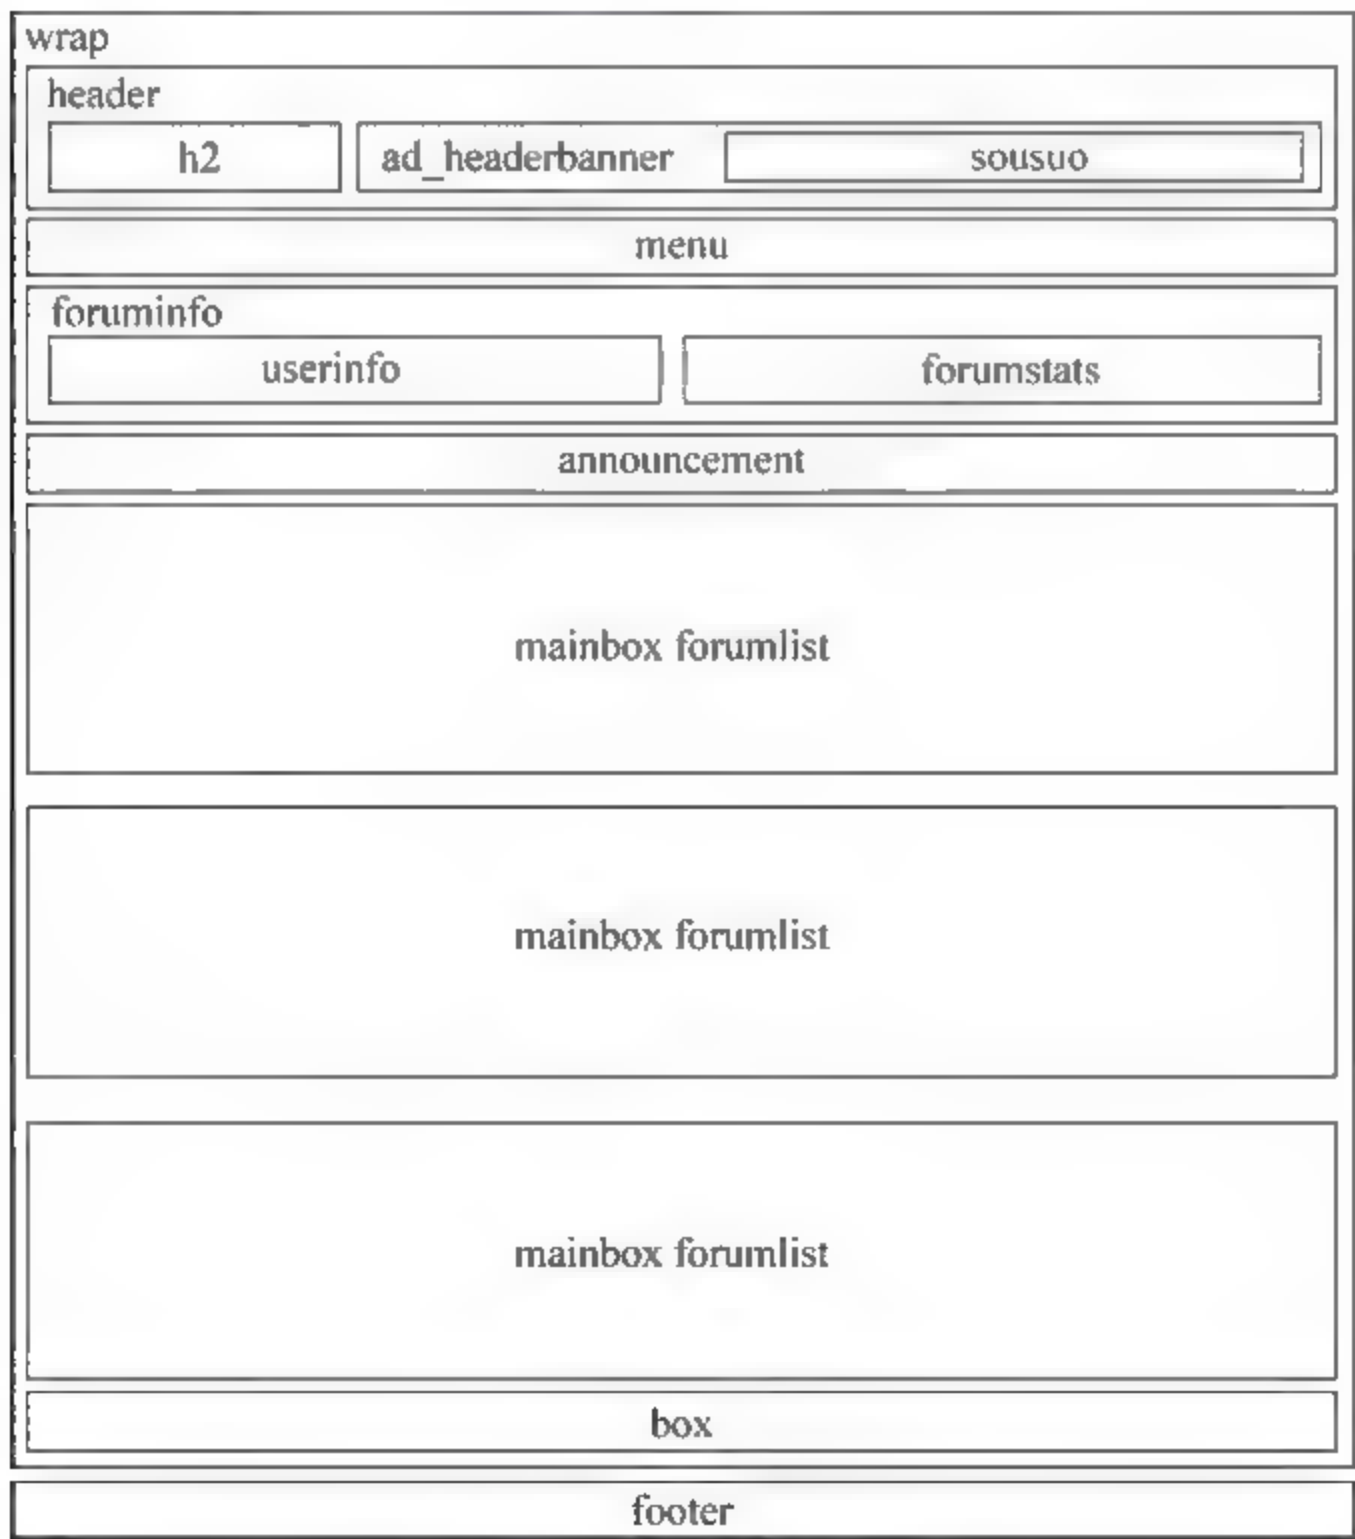 wrap
header
h2 ad_headerbanner sousuo
menu
foruminfo
userinfo forumstats
announcement
mainbox forumlist
mainbox forumlist
mainbox forumlist
box
footer